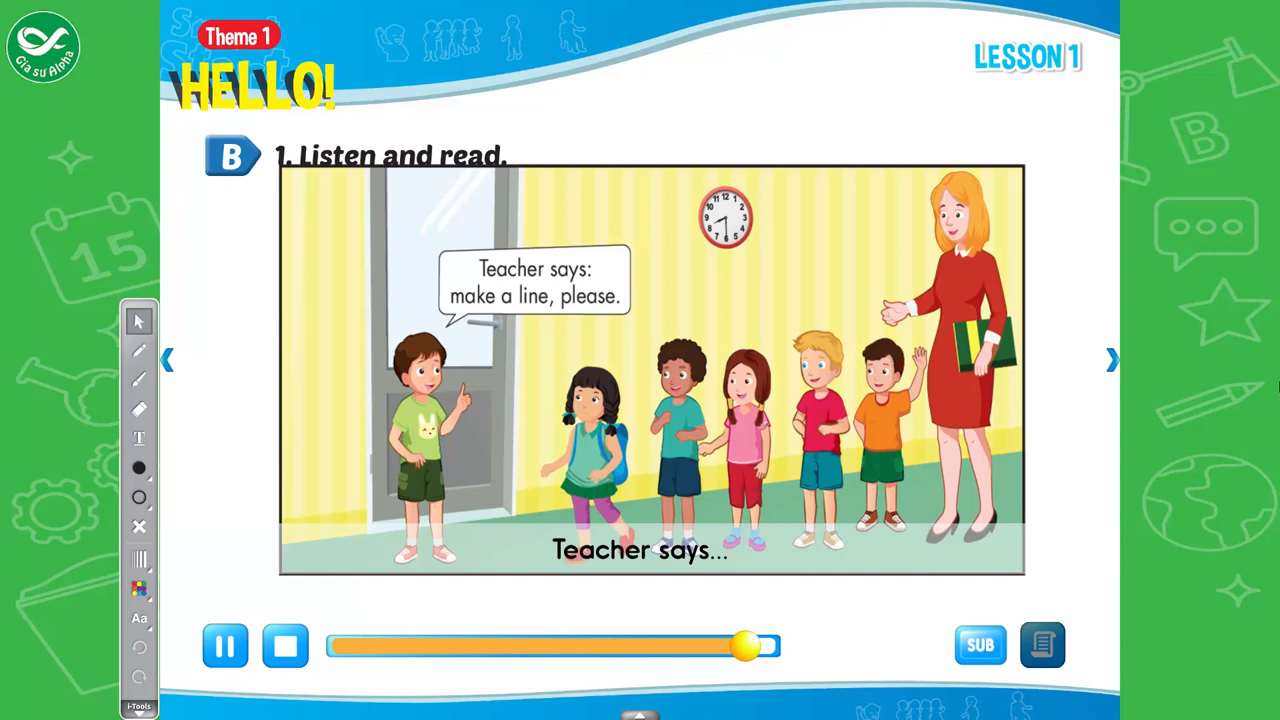 Gia sư Alpha
Theme 1
HELLO!
LESSON 1
B
1. Listen and read.
Teacher says:
make a line, please.
Teacher says...
SUB
T
Aa
i-Tools
15
B